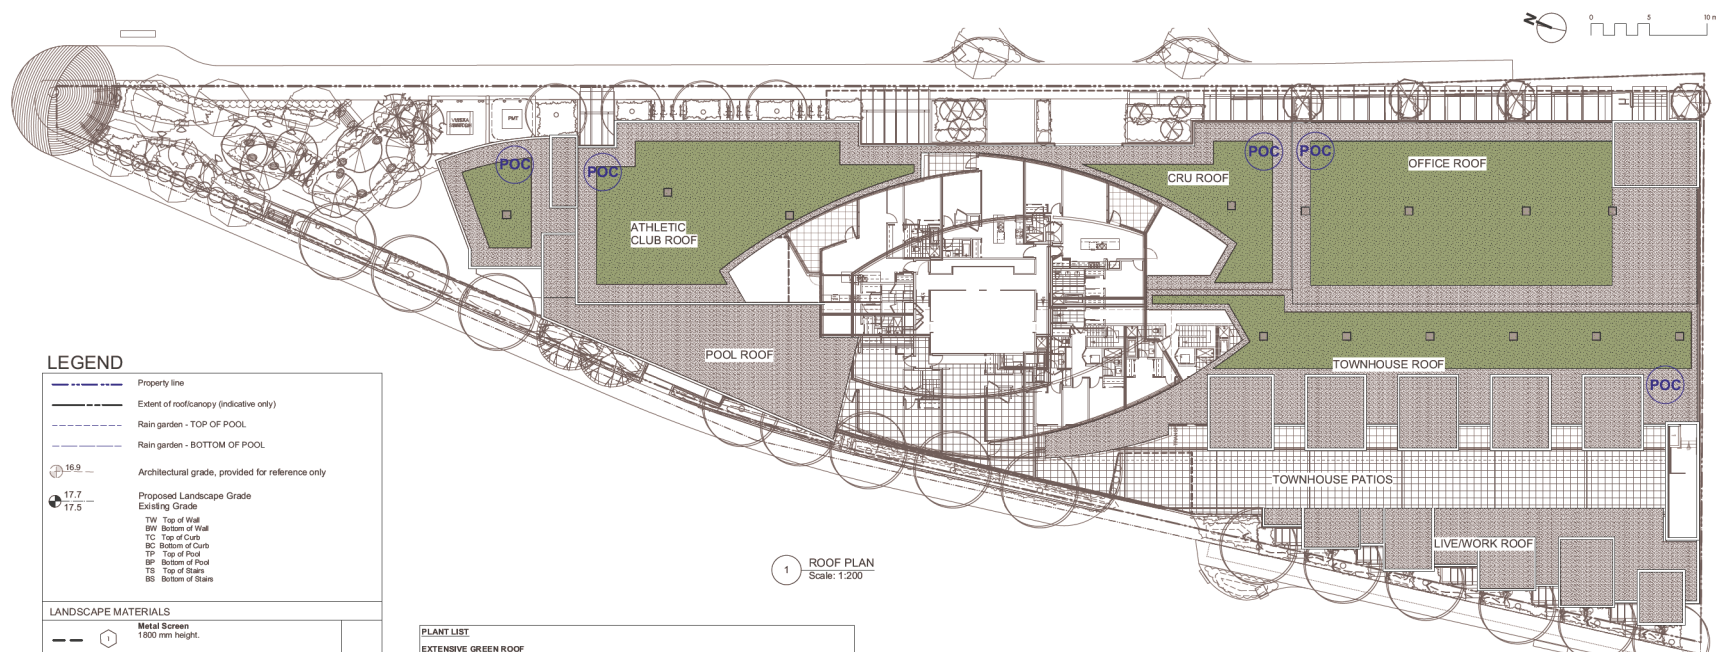 N
0 5 10 m
PMT
POC
POC
POC
POC
OFFICE ROOF
CRU ROOF
ATHLETIC
CLUB ROOF
POOL ROOF
TOWNHOUSE ROOF
POC
TOWNHOUSE PATIOS
LIVE/WORK ROOF
1 ROOF PLAN
Scale: 1:200
LEGEND
Property line
Extent of roof/canopy (indicative only)
Rain garden - TOP OF POOL
Rain garden - BOTTOM OF POOL
16.9 Architectural grade, provided for reference only
17.7 Proposed Landscape Grade
17.5 Existing Grade
TW Top of Wall
BW Bottom of Wall
TC Top of Curb
BC Bottom of Curb
TP Top of Pool
BP Bottom of Pool
TS Top of Stairs
BS Bottom of Stairs
LANDSCAPE MATERIALS
Metal Screen
1800 mm height.
PLANT LIST
EXTENSIVE GREEN ROOF